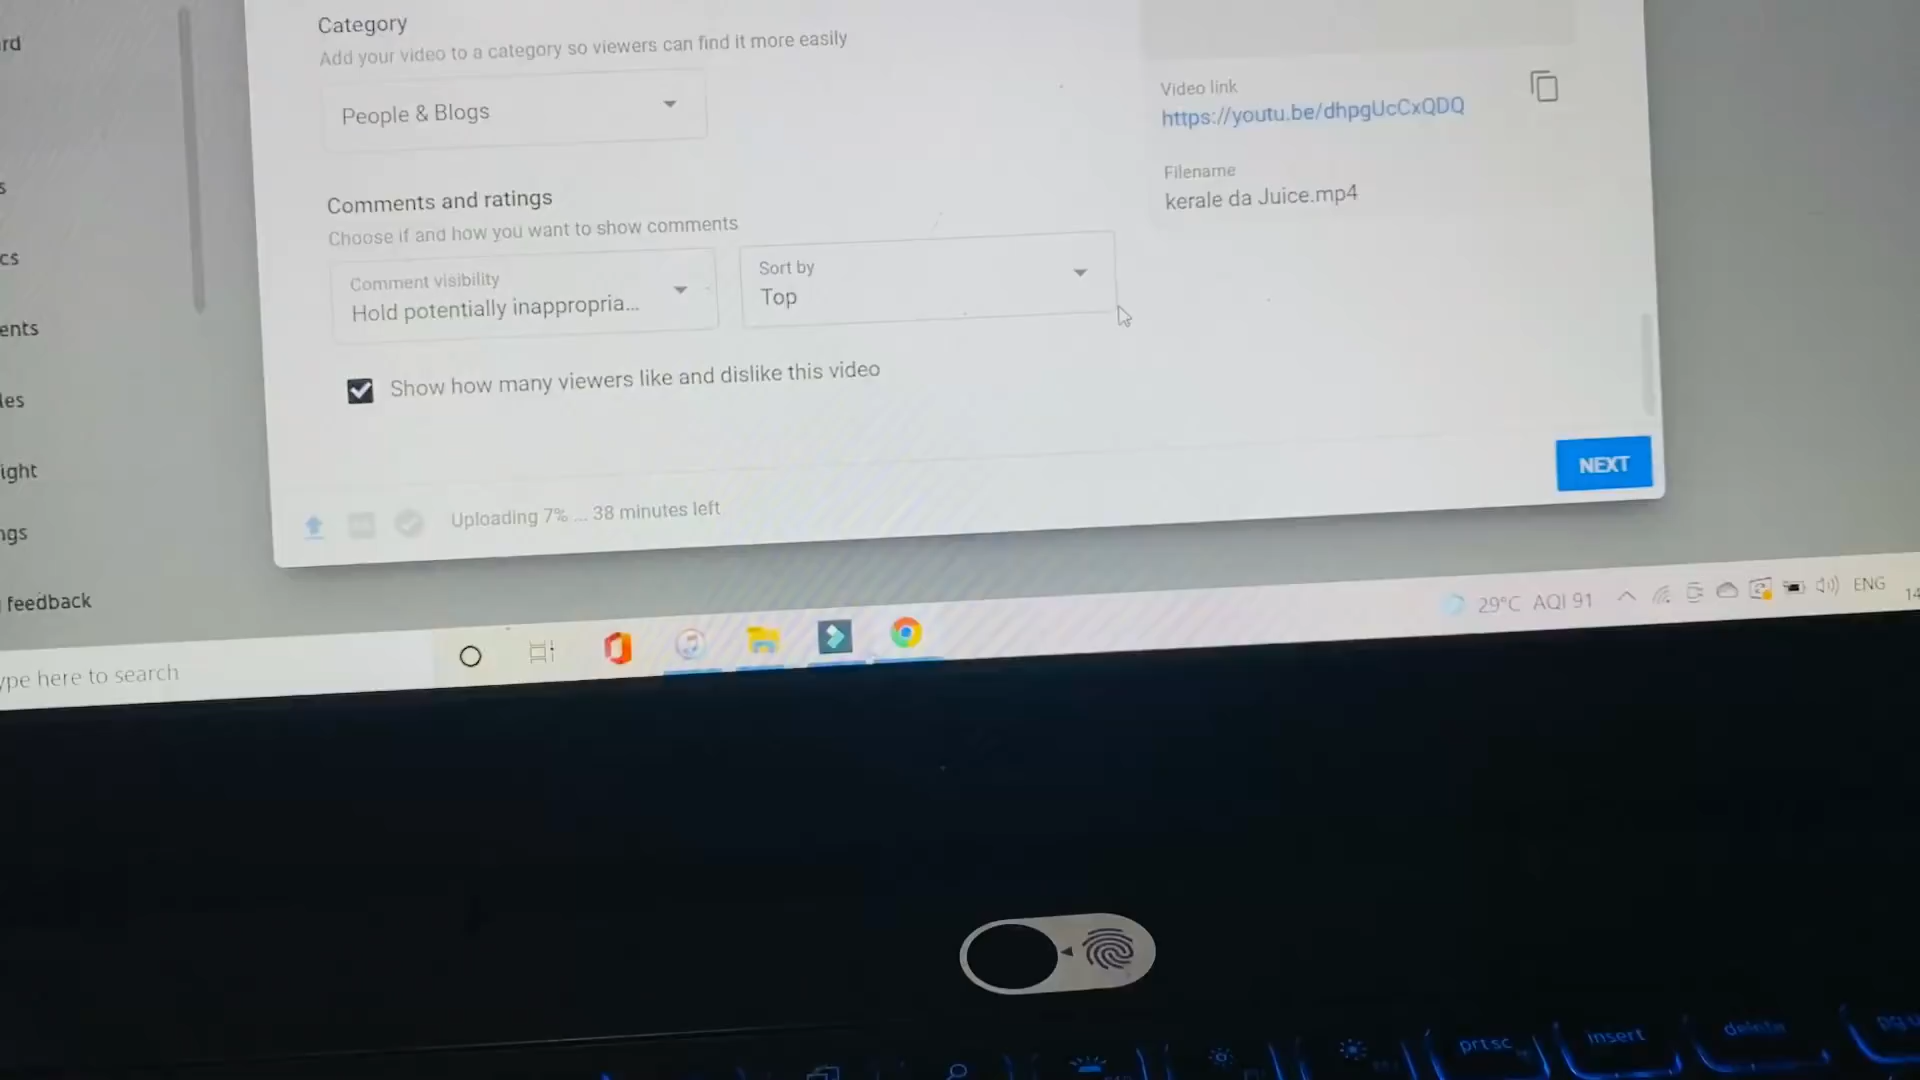 Category
Add your video to a category so viewers can find it more easily
People & Blogs
Comments and ratings
Choose if and how you want to show comments
Comment visibility
Hold potentially inappropria...
Sort by
Top
Show how many viewers like and dislike this video
Video link
https://youtu.be/dhpgUcCxQDQ
Filename
kerale da Juice.mp4
NEXT
Uploading 7% ... 38 minutes left
rd
s
cs
ents
les
ight
ngs
feedback
ype here to search
29°C AQI 91
ENG
14
prt sc
insert
delete